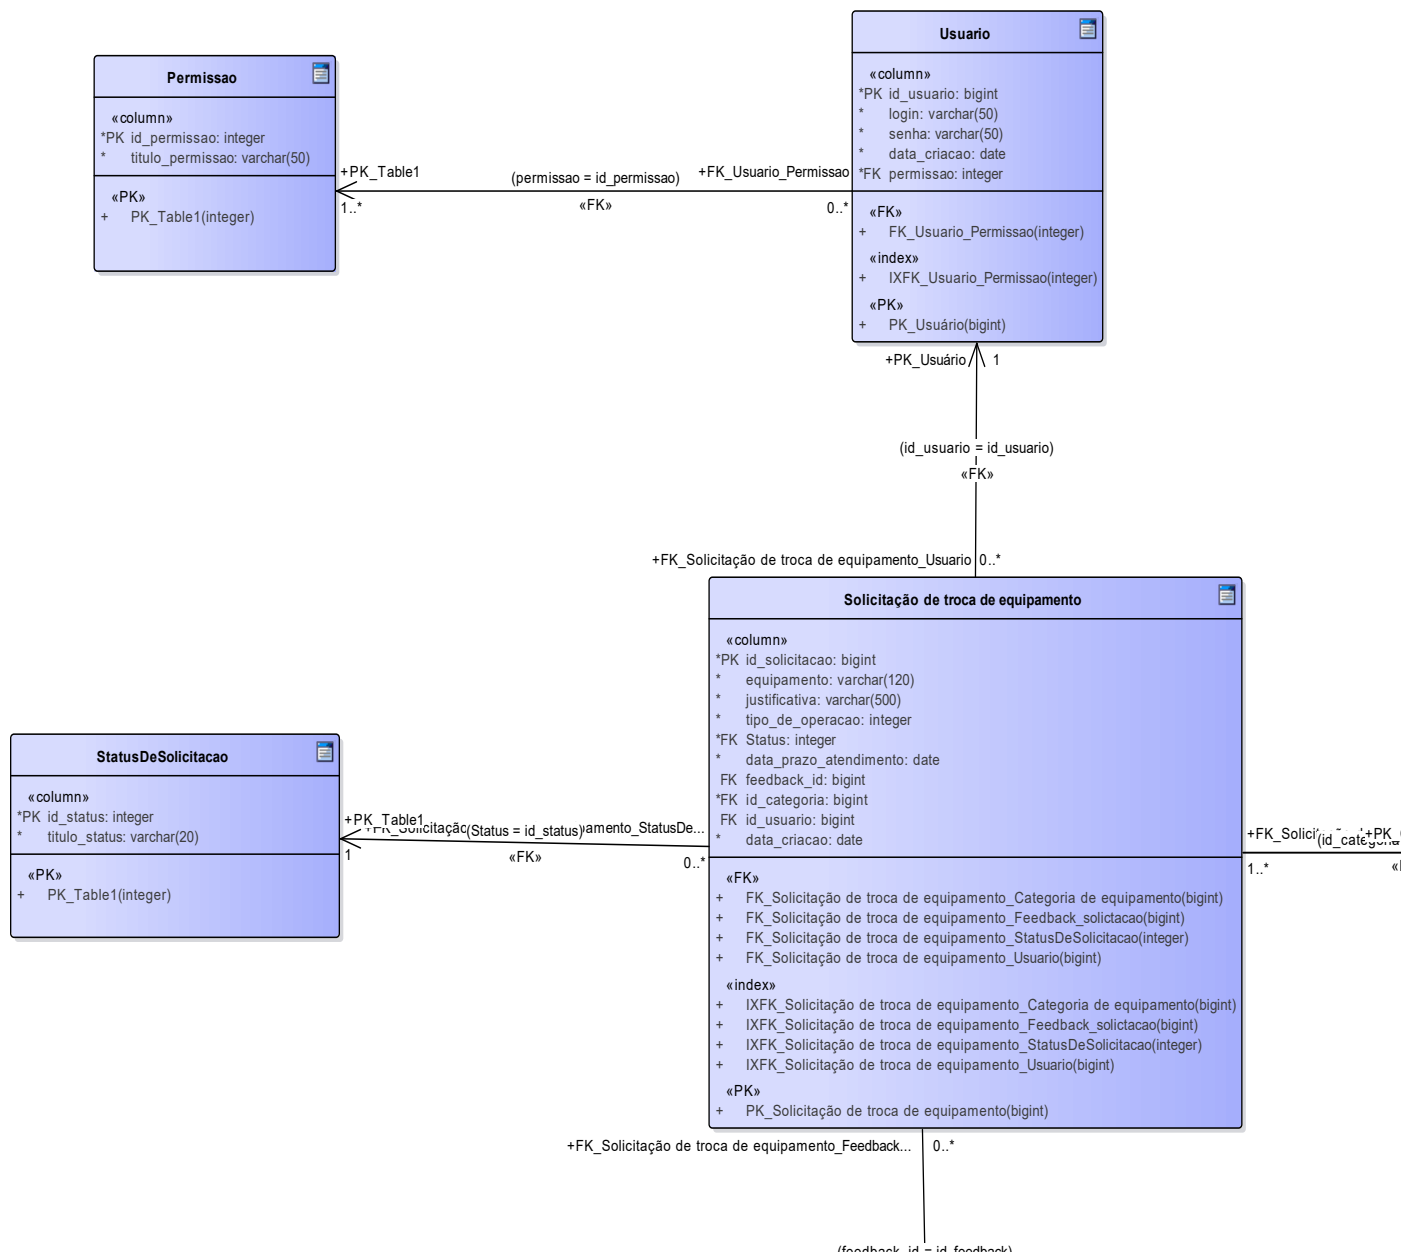 Usuario
«column»
*PK id_usuario: bigint
* login: varchar(50)
* senha: varchar(50)
* data_criacao: date
*FK permissao: integer
«FK»
+ FK_Usuario_Permissao(integer)
«index»
+ IXFK_Usuario_Permissao(integer)
«PK»
+ PK_Usuário(bigint)
Permissao
«column»
*PK id_permissao: integer
* titulo_permissao: varchar(50)
«PK»
+ PK_Table1(integer)
+PK_Table1
1..*
(permissao = id_permissao)
«FK»
+FK_Usuario_Permissao
0..*
+PK_Usuário
1
(id_usuario = id_usuario)
«FK»
+FK_Solicitação de troca de equipamento_Usuario
0..*
Solicitação de troca de equipamento
«column»
*PK id_solicitacao: bigint
* equipamento: varchar(120)
* justificativa: varchar(500)
* tipo_de_operacao: integer
*FK Status: integer
* data_prazo_atendimento: date
FK feedback_id: bigint
*FK id_categoria: bigint
FK id_usuario: bigint
* data_criacao: date
«FK»
+ FK_Solicitação de troca de equipamento_Categoria de equipamento(bigint)
+ FK_Solicitação de troca de equipamento_Feedback_solictacao(bigint)
+ FK_Solicitação de troca de equipamento_StatusDeSolicitacao(integer)
+ FK_Solicitação de troca de equipamento_Usuario(bigint)
«index»
+ IXFK_Solicitação de troca de equipamento_Categoria de equipamento(bigint)
+ IXFK_Solicitação de troca de equipamento_Feedback_solictacao(bigint)
+ IXFK_Solicitação de troca de equipamento_StatusDeSolicitacao(integer)
+ IXFK_Solicitação de troca de equipamento_Usuario(bigint)
«PK»
+ PK_Solicitação de troca de equipamento(bigint)
StatusDeSolicitacao
«column»
*PK id_status: integer
* titulo_status: varchar(20)
«PK»
+ PK_Table1(integer)
+PK_Table1
1
(Status = id_status)
amento_StatusDe...
«FK»
0..*
1..*
+FK_Solicitação de troca de equipamento_Feedback...
0..*
(feedback_id = id_feedback)